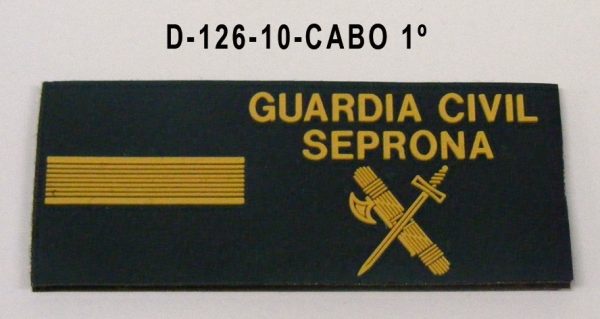 D-126-10-CABO 1º
GUARDIA CIVIL
SEPRONA